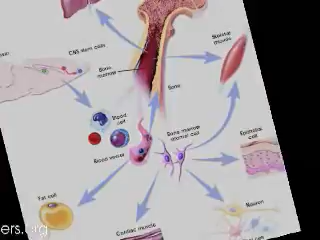 Skeletal
muscle
CNS stem cells
Bone
marrow
Bone
Blood
cell
Bone marrow
stromal cell
Epithelial
cell
Blood vessel
Fat cell
Neuron
Cardiac muscle
ers.org